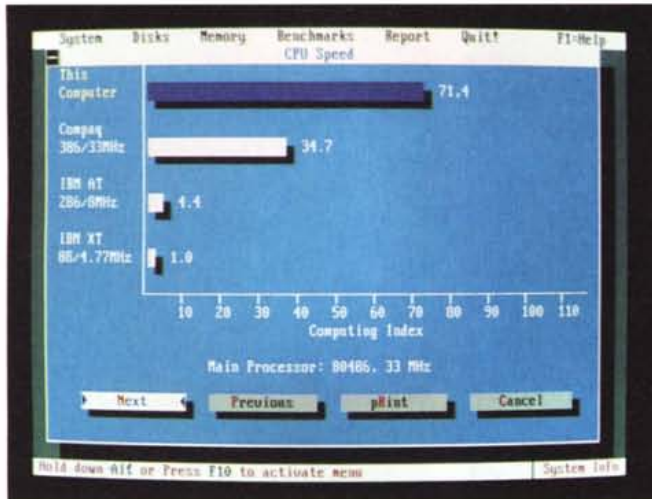 System Disks Memory Benchmarks Report Quit! F1=Help
CPU Speed
This
Computer
71.4
Compaq
386/33MHz
34.7
IBM AT
286/8MHz
4.4
IBM XT
88/4.77MHz
1.0
10 20 30 40 50 60 70 80 90 100 110
Computing Index
Main Processor: 80486, 33 MHz
Next Previous pRint Cancel
Hold down Alt or Press F10 to activate menu System Info